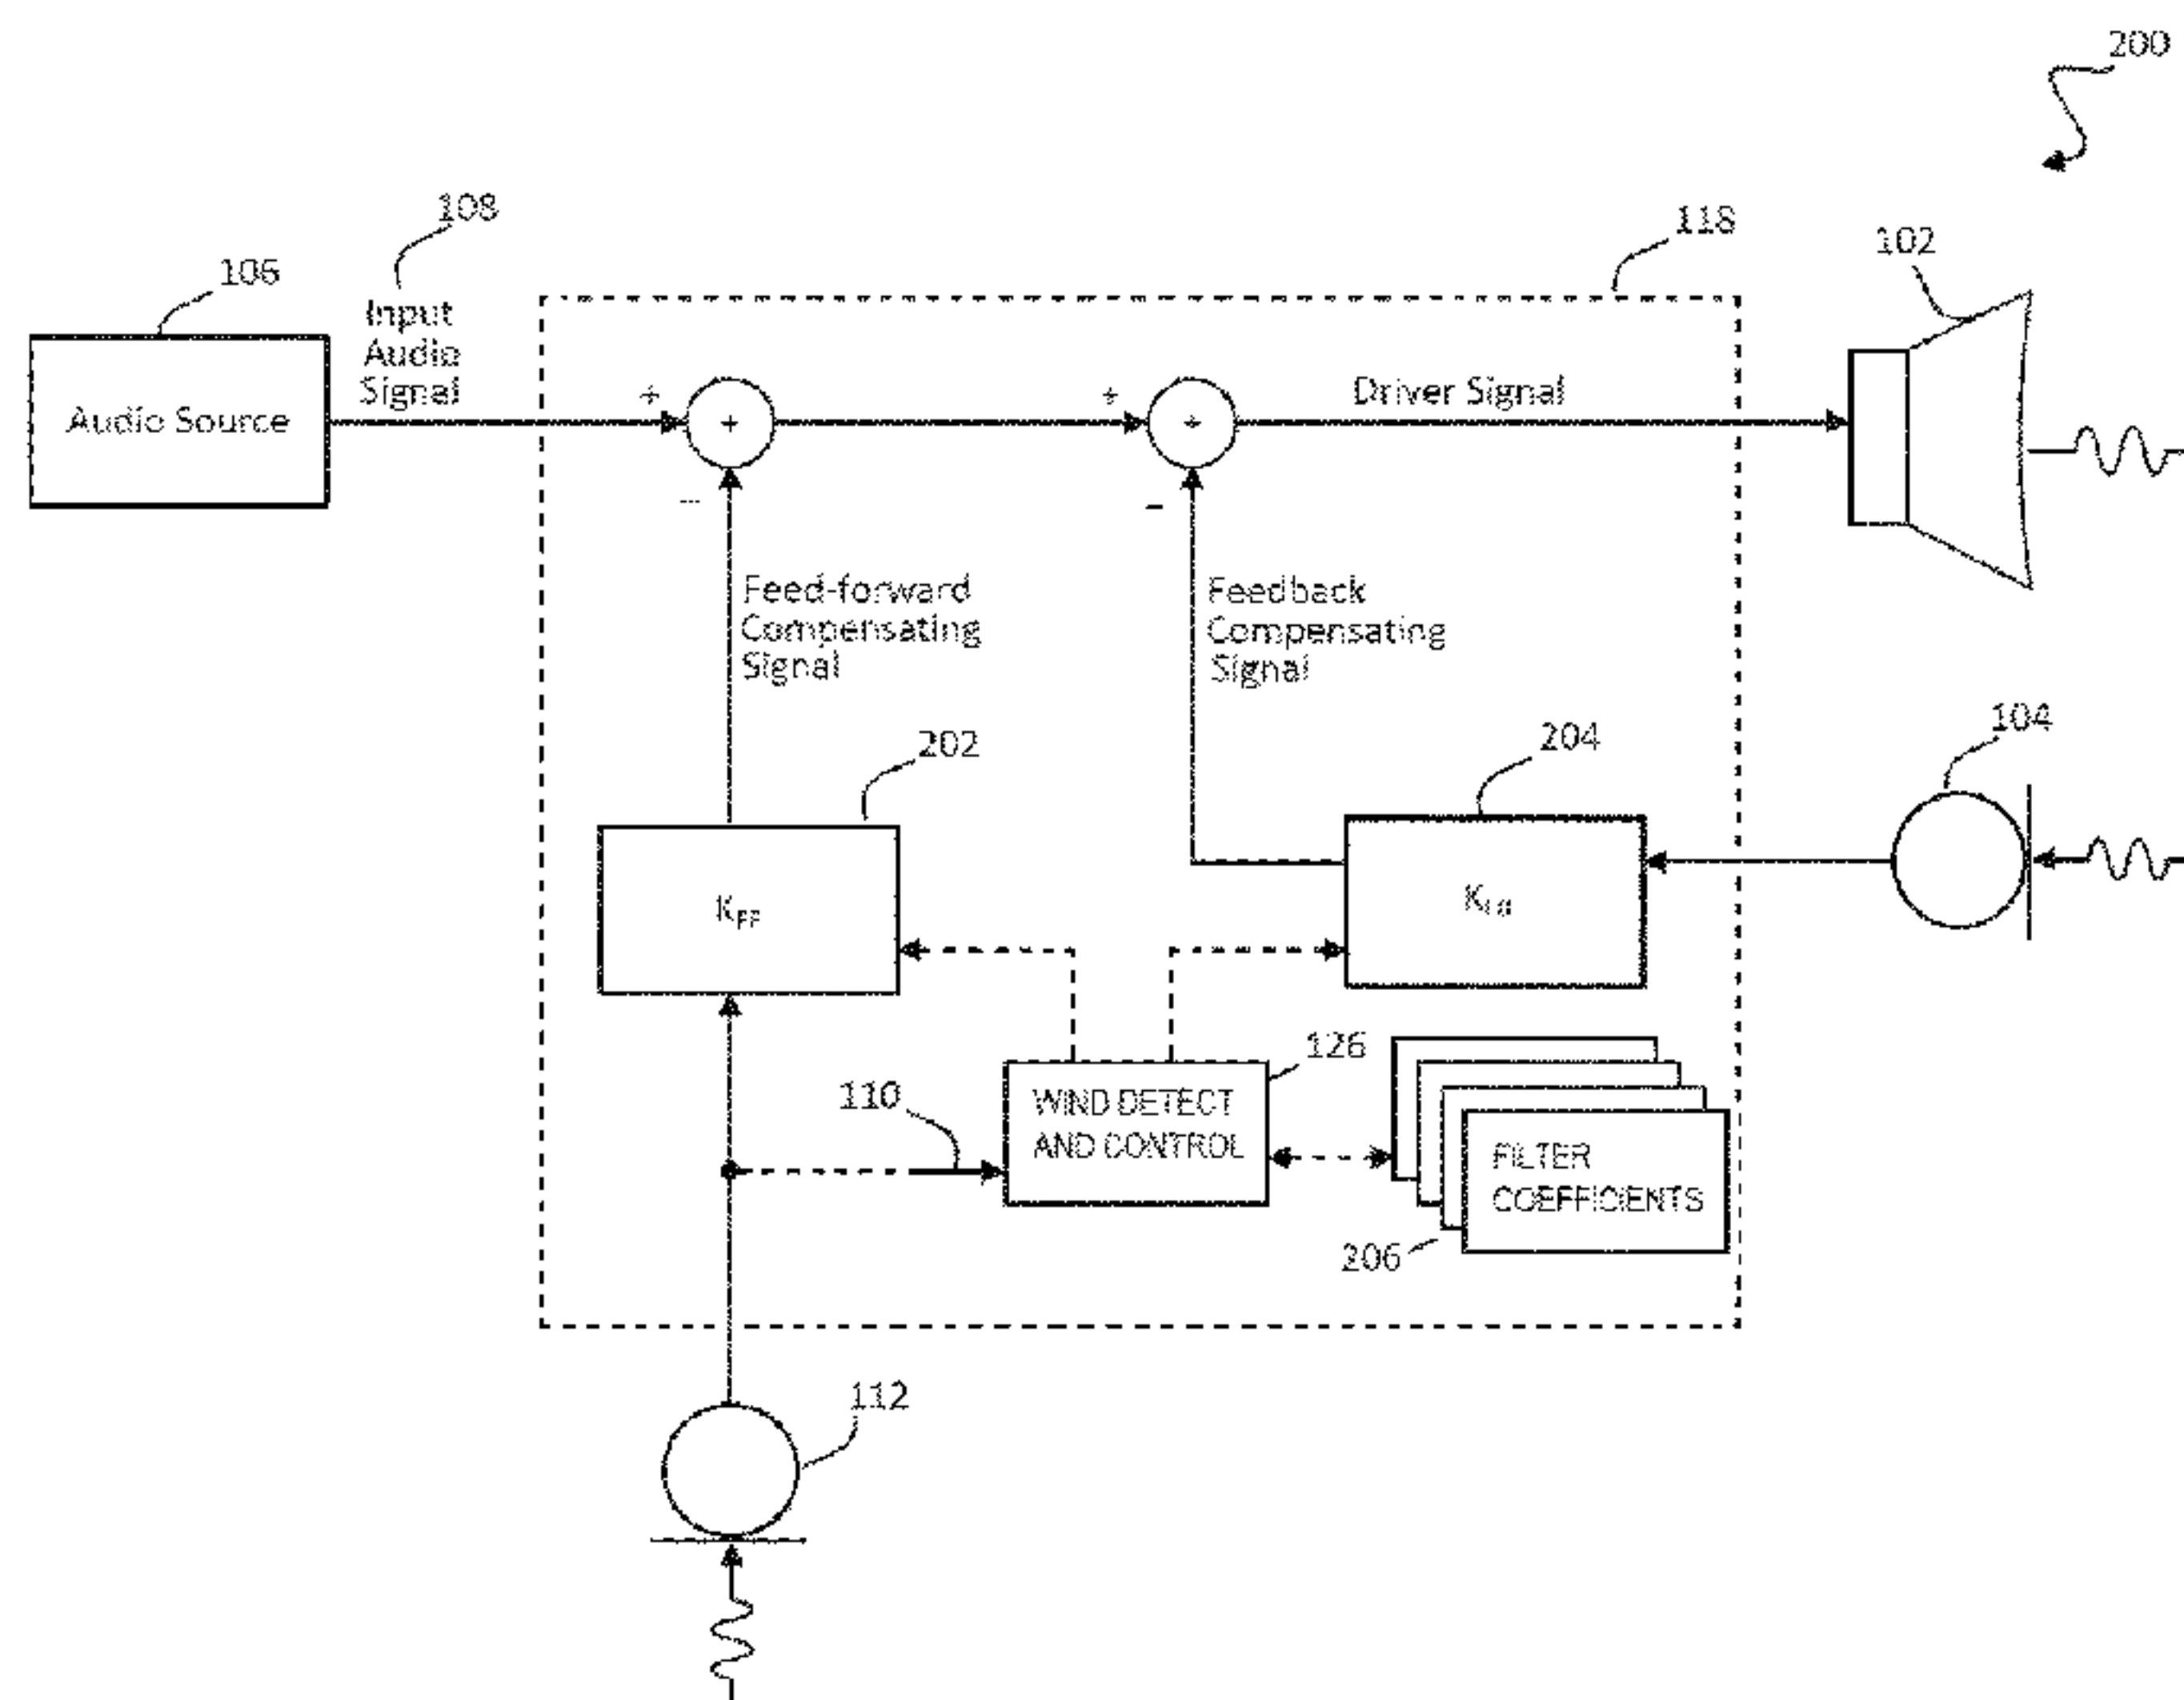 200
108
118
102
106
Input
Audio
Signal
Audio Source
+
+
+
+
Driver Signal
−
−
Feed-forward
Compensating
Signal
Feedback
Compensating
Signal
202
204
104
K_FF
126
110
WIND DETECT
AND CONTROL
FILTER
COEFFICIENTS
206
112